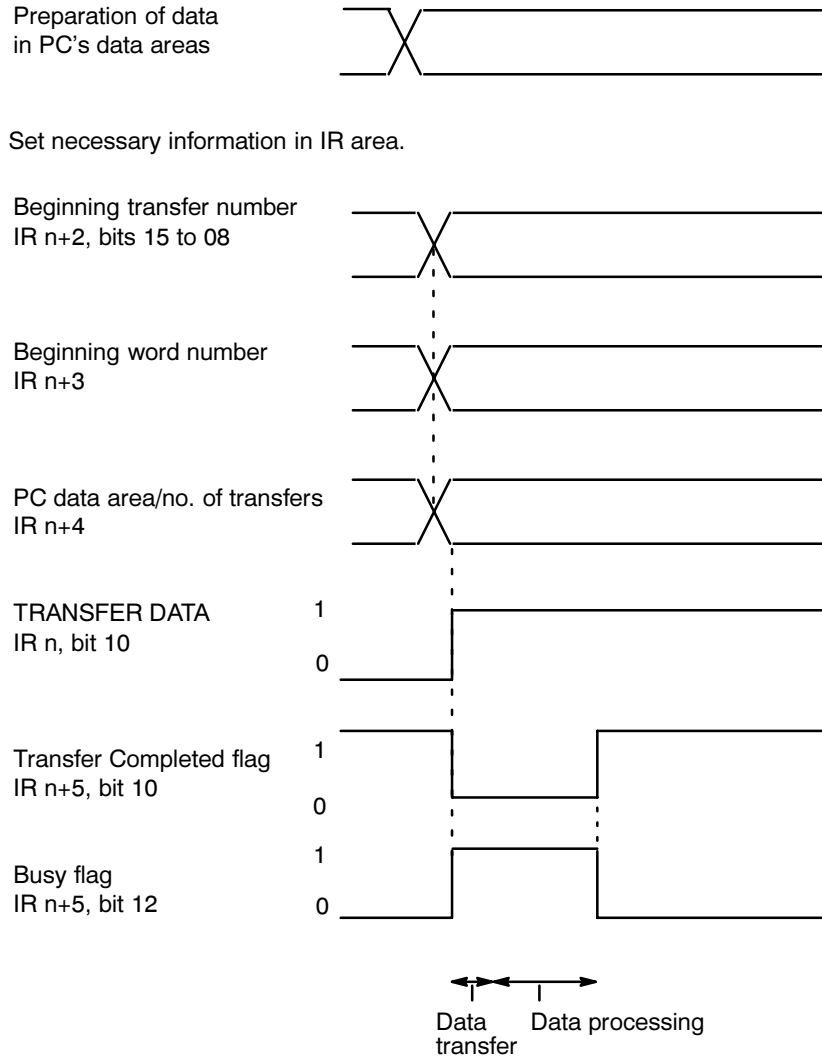 Preparation of data
in PC's data areas
Set necessary information in IR area.
Beginning transfer number
IR n+2, bits 15 to 08
Beginning word number
IR n+3
PC data area/no. of transfers
IR n+4
TRANSFER DATA
IR n, bit 10
1
0
Transfer Completed flag
IR n+5, bit 10
1
0
Busy flag
IR n+5, bit 12
1
0
Data
transfer
Data processing